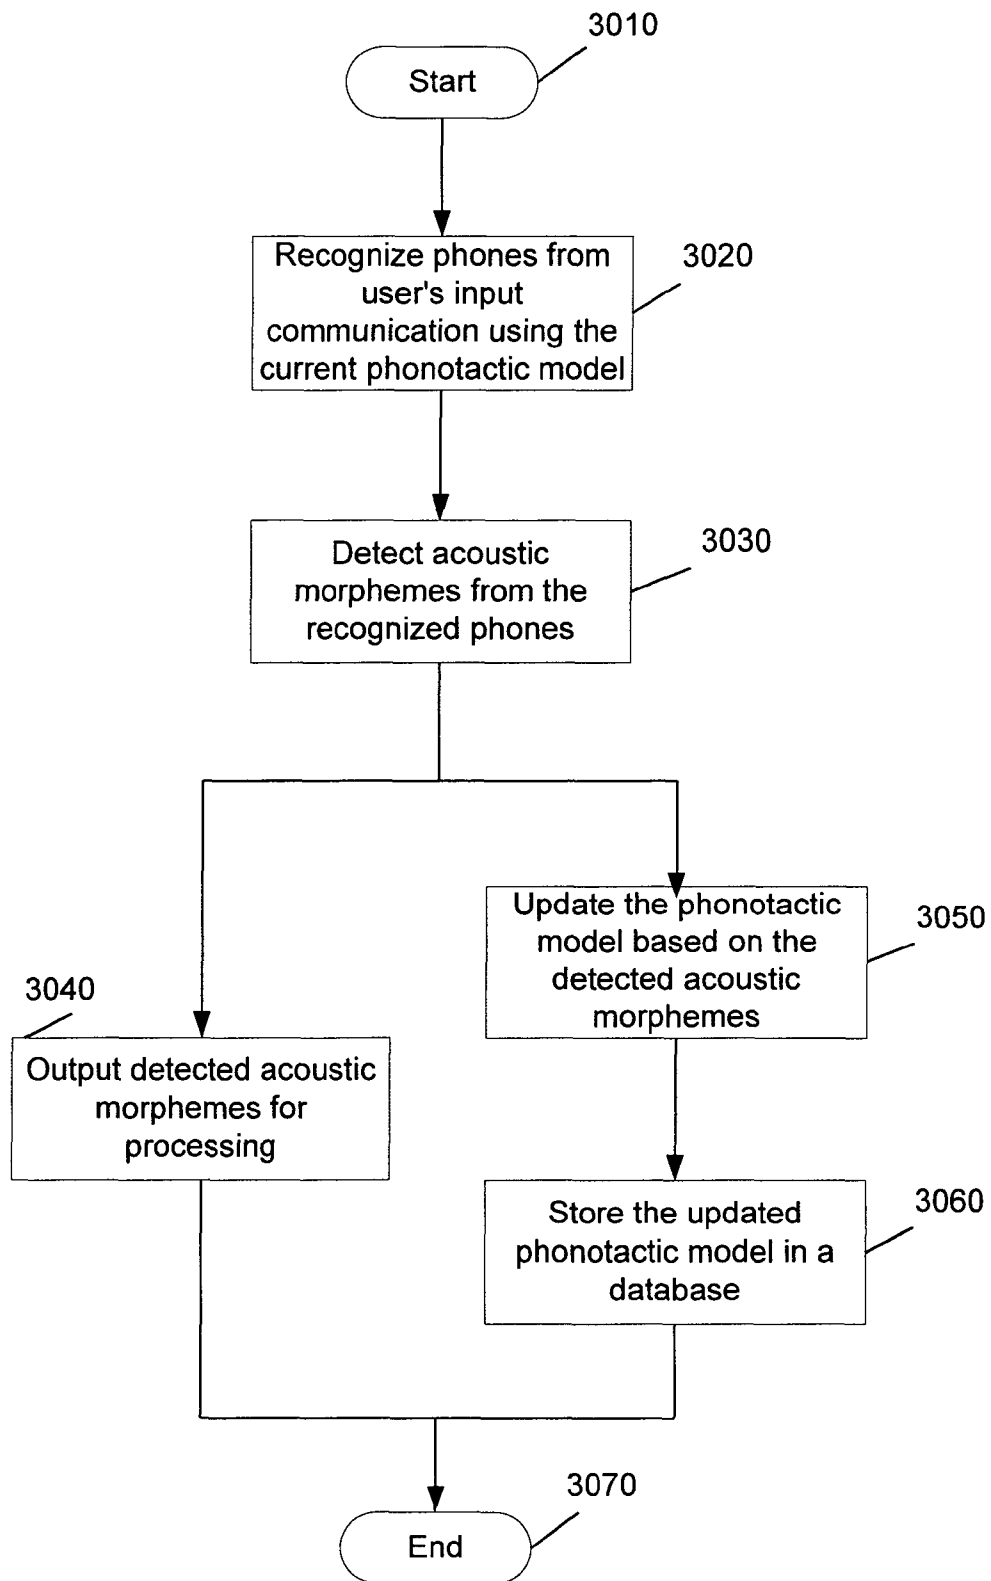 3010
Start
Recognize phones from
user's input
communication using the
current phonotactic model
3020
Detect acoustic
morphemes from the
recognized phones
3030
Update the phonotactic
model based on the
detected acoustic
morphemes
3050
3040
Output detected acoustic
morphemes for
processing
Store the updated
phonotactic model in a
database
3060
3070
End